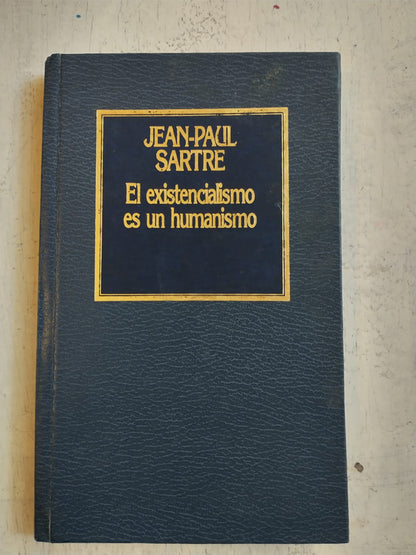 JEAN-PAUL
SARTRE
El existencialismo
es un humanismo